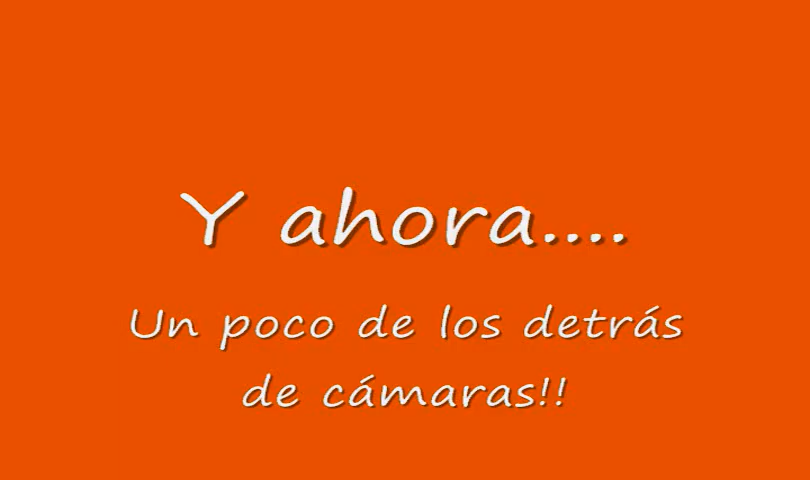 Y ahora....
Un poco de los detrás
de cámaras!!